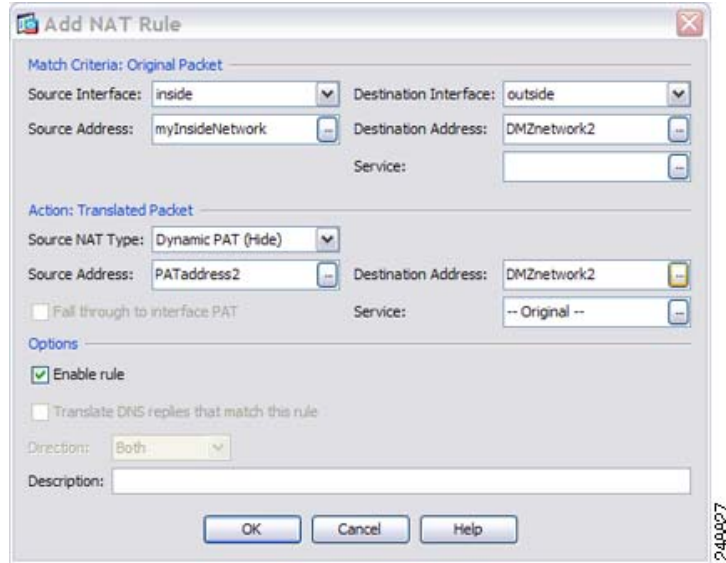 Add NAT Rule
Match Criteria: Original Packet
Source Interface: inside Destination Interface: outside
Source Address: myInsideNetwork ... Destination Address: DMZnetwork2 ...
Service: ...
Action: Translated Packet
Source NAT Type: Dynamic PAT (Hide)
Source Address: PATaddress2 ... Destination Address: DMZnetwork2 ...
Fall through to interface PAT Service: -- Original -- ...
Options
Enable rule
Translate DNS replies that match this rule
Direction: Both
Description:
OK Cancel Help
248827